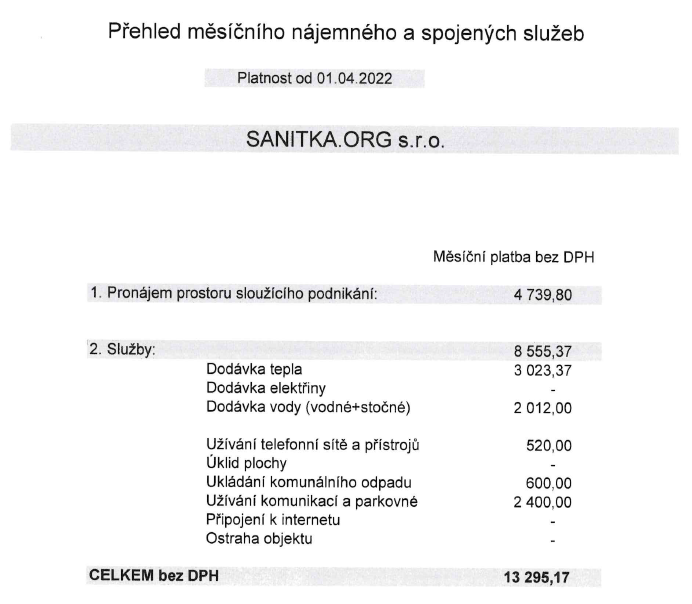 Přehled měsíčního nájemného a spojených služeb
Platnost od 01.04.2022
SANITKA.ORG s.r.o.
Měsíční platba bez DPH
1. Pronájem prostoru sloužícího podnikání: 4 739,80
2. Služby: 8 555,37
Dodávka tepla 3 023,37
Dodávka elektřiny -
Dodávka vody (vodné+stočné) 2 012,00
Užívání telefonní sítě a přístrojů 520,00
Úklid plochy -
Ukládání komunálního odpadu 600,00
Užívání komunikací a parkovné 2 400,00
Připojení k internetu -
Ostraha objektu -
CELKEM bez DPH 13 295,17